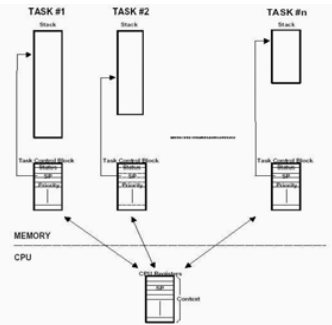 TASK #1
TASK #2
TASK #n
Stack
Stack
Stack
Task Control Block
Task Control Block
Task Control Block
Status
Status
Status
SP
SP
SP
Priority
Priority
Priority
MEMORY
CPU
CPU Registers
SP
Context